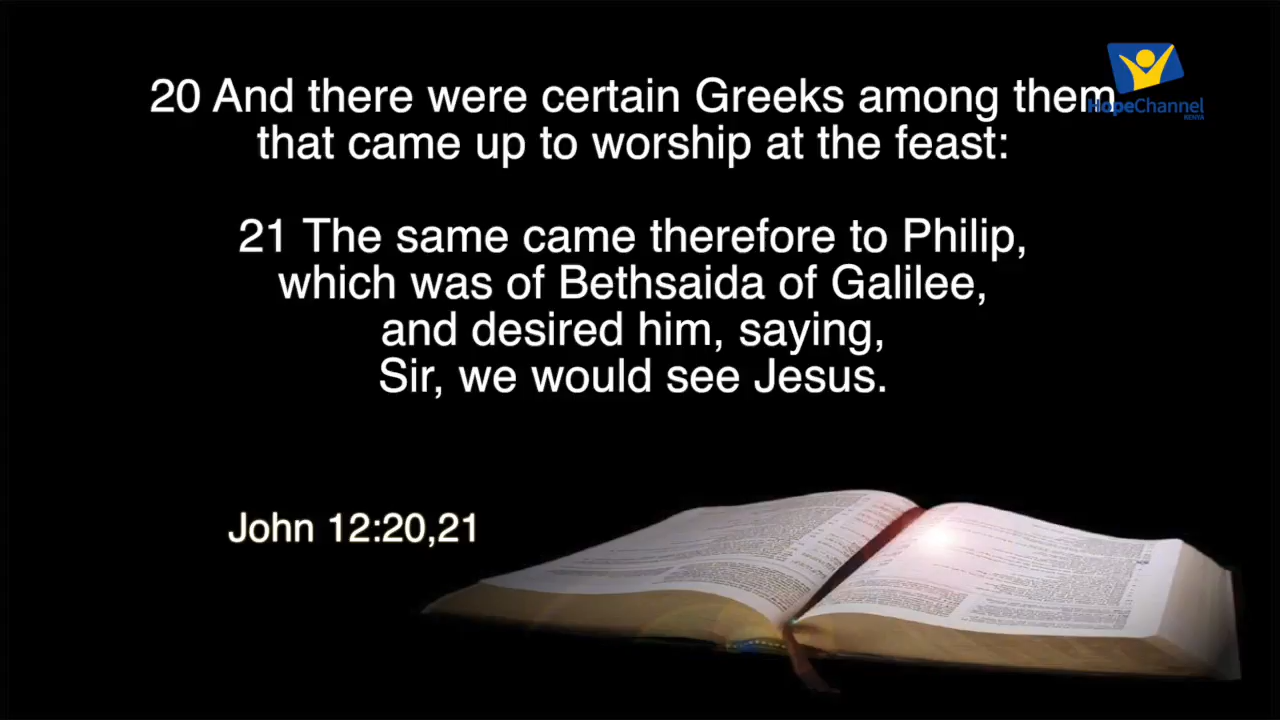 20 And there were certain Greeks among them
that came up to worship at the feast:
21 The same came therefore to Philip,
which was of Bethsaida of Galilee,
and desired him, saying,
Sir, we would see Jesus.
John 12:20,21
HopeChannel
KENYA